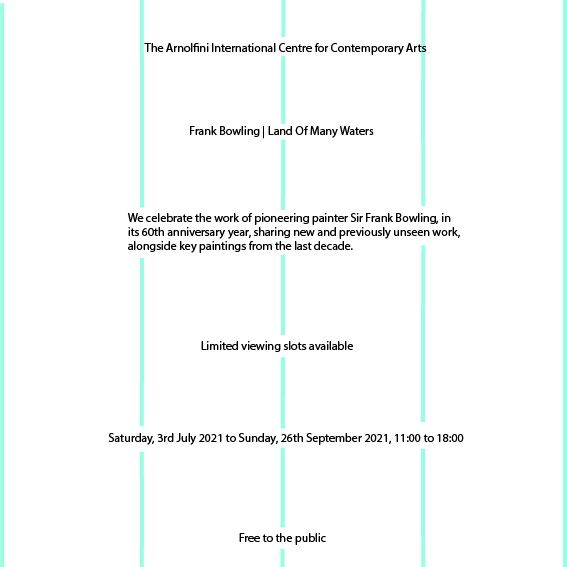 The Arnolfini International Centre for Contemporary Arts
Frank Bowling | Land Of Many Waters
We celebrate the work of pioneering painter Sir Frank Bowling, in
its 60th anniversary year, sharing new and previously unseen work,
alongside key paintings from the last decade.
Limited viewing slots available
Saturday, 3rd July 2021 to Sunday, 26th September 2021, 11:00 to 18:00
Free to the public